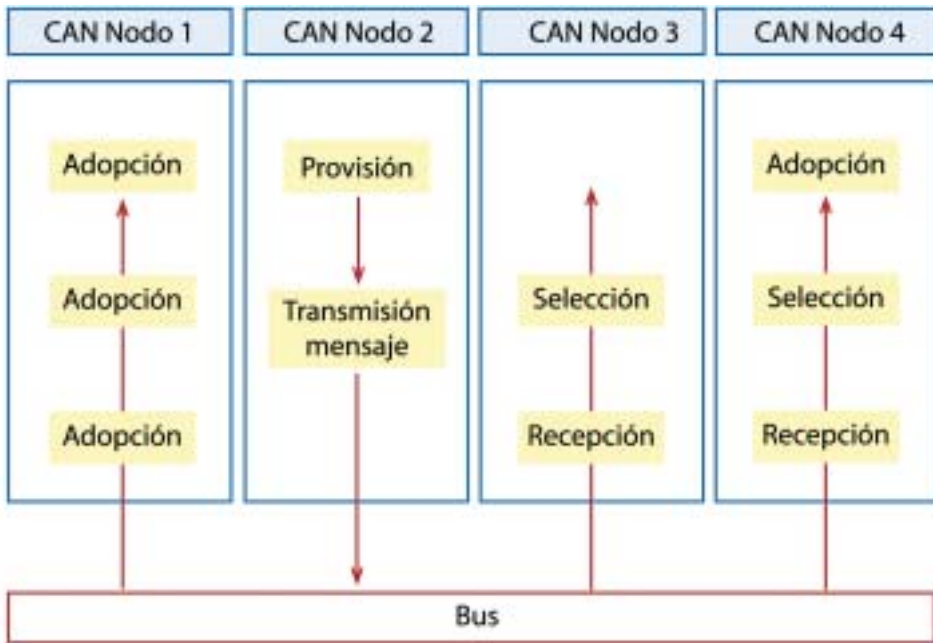 CAN Nodo 1
CAN Nodo 2
CAN Nodo 3
CAN Nodo 4
Adopción
Provisión
Adopción
Adopción
Transmisión
mensaje
Selección
Selección
Adopción
Recepción
Recepción
Bus